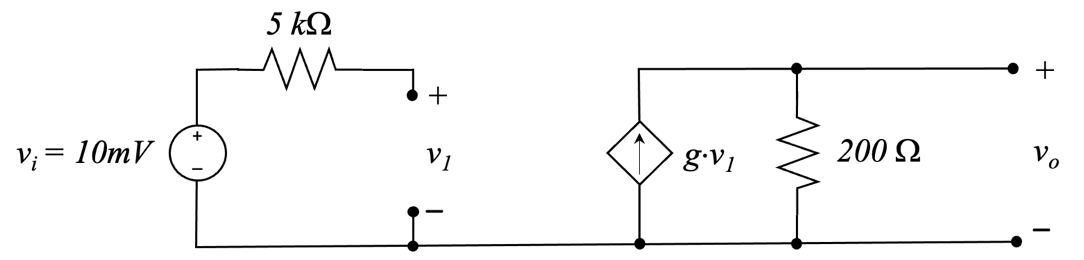 5 kΩ
+
vᵢ = 10mV
+
–
v₁
–
g·v₁
200 Ω
+
vₒ
–